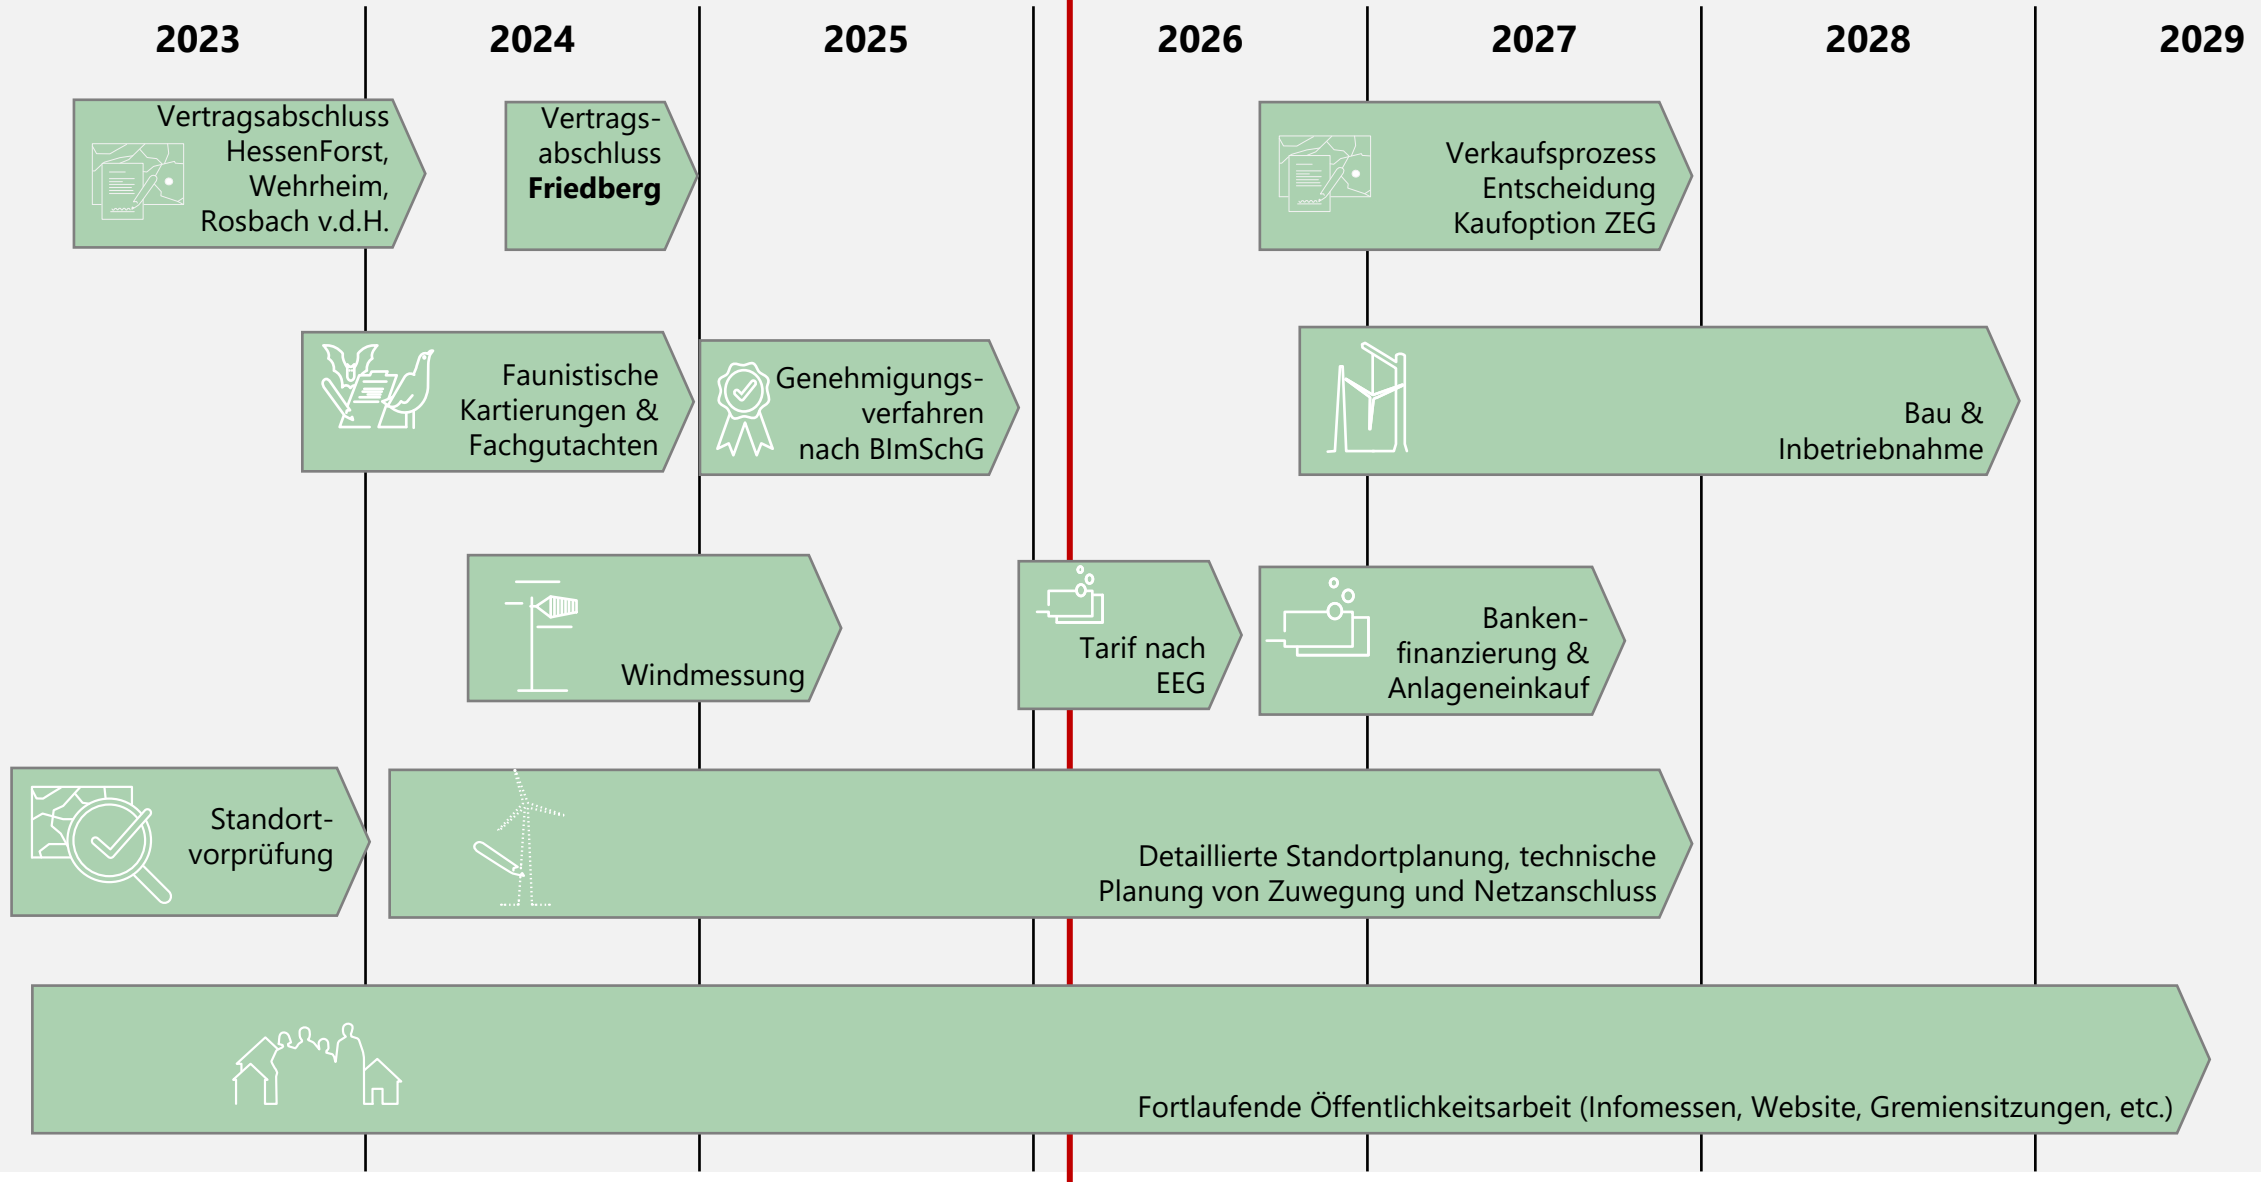 2023
2024
2025
2026
2027
2028
2029
Vertragsabschluss
HessenForst,
Wehrheim,
Rosbach v.d.H.
Vertrags-
abschluss
Friedberg
Verkaufsprozess
Entscheidung
Kaufoption ZEG
Faunistische
Kartierungen &
Fachgutachten
Genehmigungs-
verfahren
nach BImSchG
Bau &
Inbetriebnahme
Windmessung
Tarif nach
EEG
Banken-
finanzierung &
Anlageneinkauf
Standort-
vorprüfung
Detaillierte Standortplanung, technische
Planung von Zuwegung und Netzanschluss
Fortlaufende Öffentlichkeitsarbeit (Infomessen, Website, Gremiensitzungen, etc.)